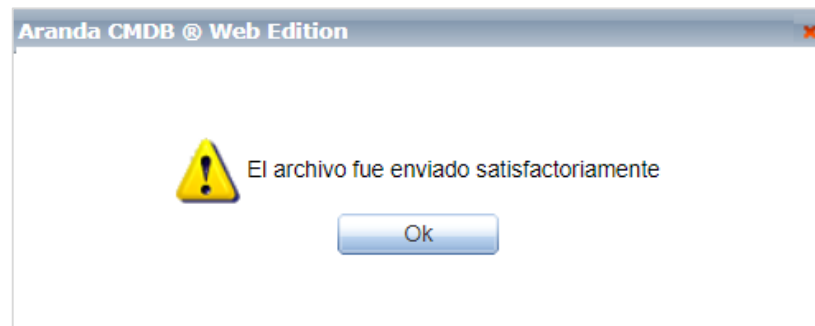 Aranda CMDB ® Web Edition
El archivo fue enviado satisfactoriamente
Ok